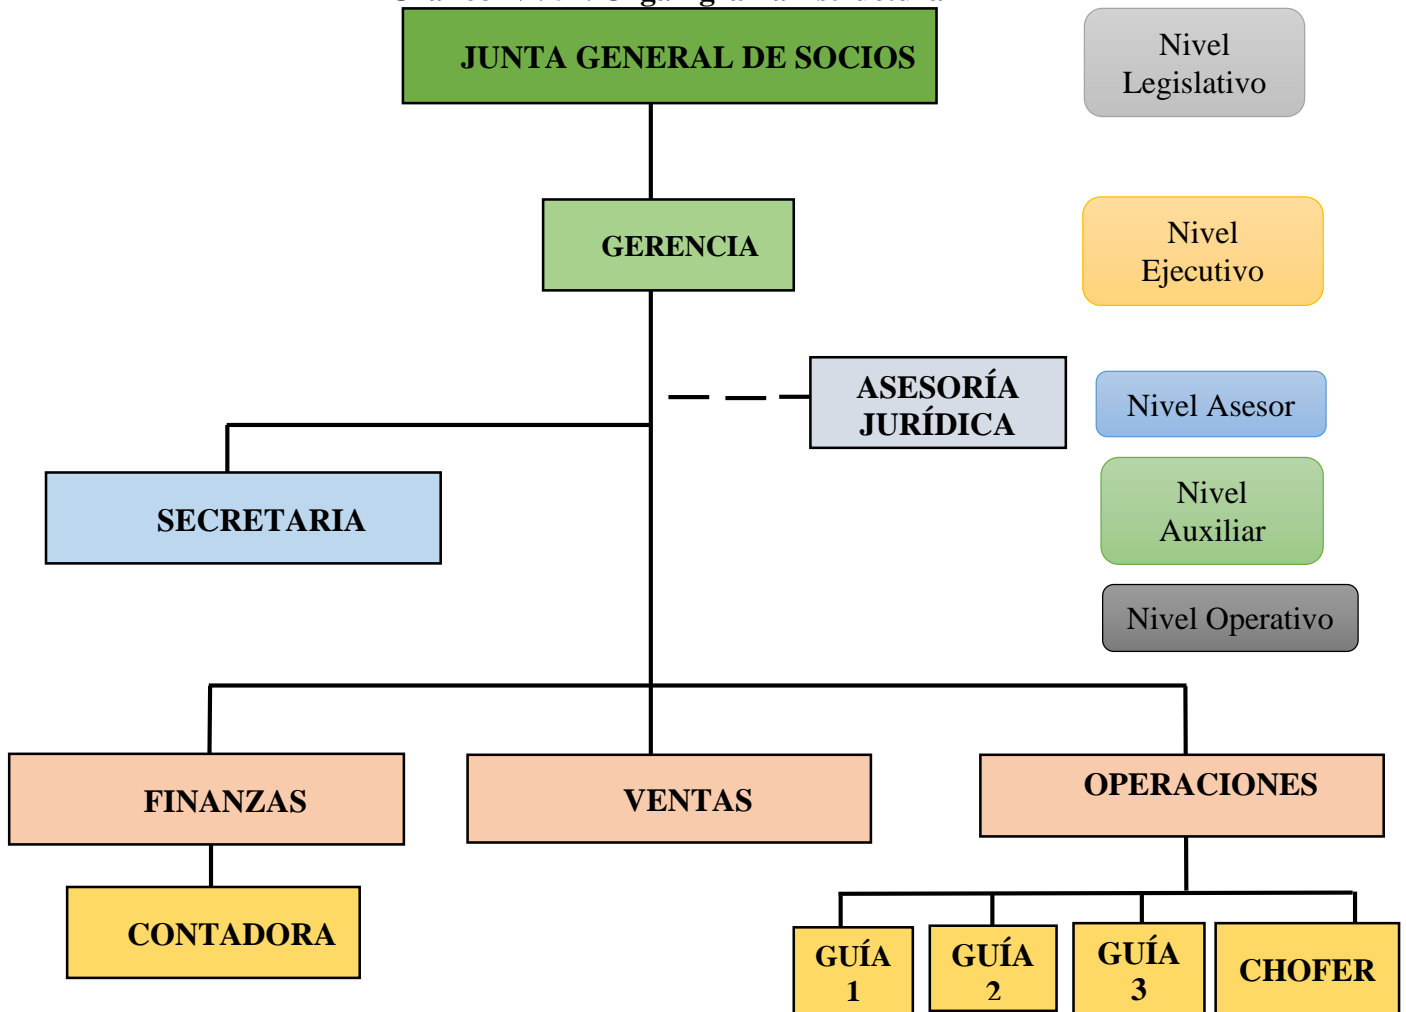 JUNTA GENERAL DE SOCIOS
Nivel
Legislativo
GERENCIA
Nivel
Ejecutivo
ASESORÍA
JURÍDICA
Nivel Asesor
SECRETARIA
Nivel
Auxiliar
Nivel Operativo
FINANZAS
VENTAS
OPERACIONES
CONTADORA
GUÍA
1
GUÍA
2
GUÍA
3
CHOFER